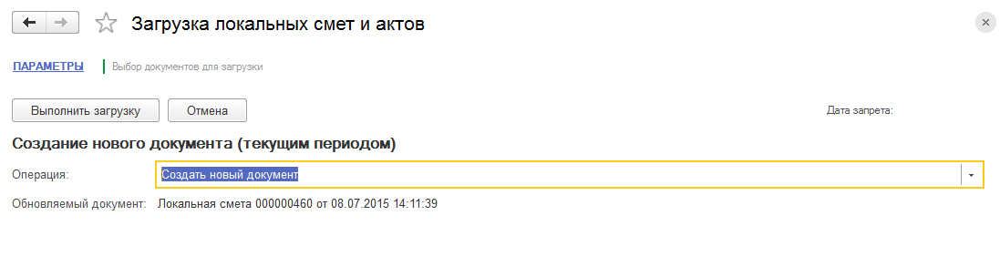 Загрузка локальных смет и актов
ПАРАМЕТРЫ Выбор документов для загрузки
Выполнить загрузку Отмена Дата запрета:
Создание нового документа (текущим периодом)
Операция: Создать новый документ
Обновляемый документ: Локальная смета 000000460 от 08.07.2015 14:11:39